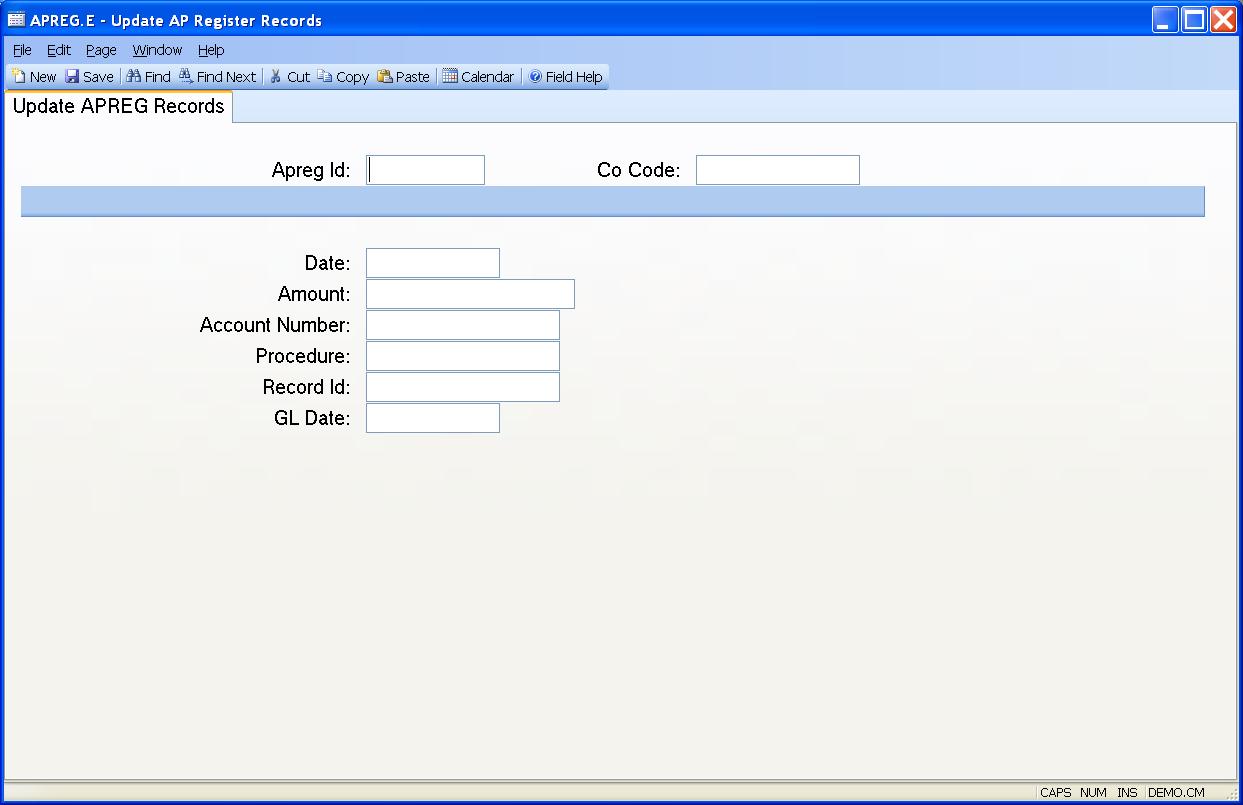 APREG.E - Update AP Register Records
File Edit Page Window Help
New Save Find Find Next Cut Copy Paste Calendar Field Help
Update APREG Records
Apreg Id: Co Code:
Date:
Amount:
Account Number:
Procedure:
Record Id:
GL Date:
CAPS NUM INS DEMO.CM